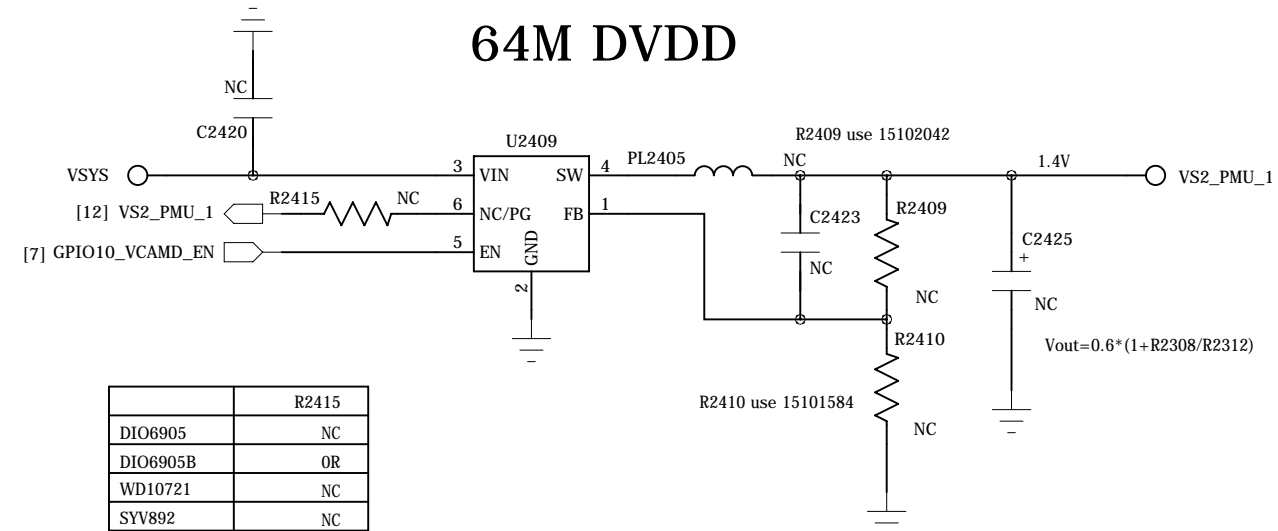 64M DVDD
NC
C2420
U2409
R2409 use 15102042
VSYS
3
VIN
SW
4
PL2405
NC
1.4V
VS2_PMU_1
[12] VS2_PMU_1
R2415
NC
6
NC/PG
FB
1
C2423
R2409
[7] GPIO10_VCAMD_EN
5
EN
GND
2
NC
NC
C2425
+
NC
R2410
Vout=0.6*(1+R2308/R2312)
R2410 use 15101584
NC
R2415
DIO6905 NC
DIO6905B 0R
WD10721 NC
SYV892 NC